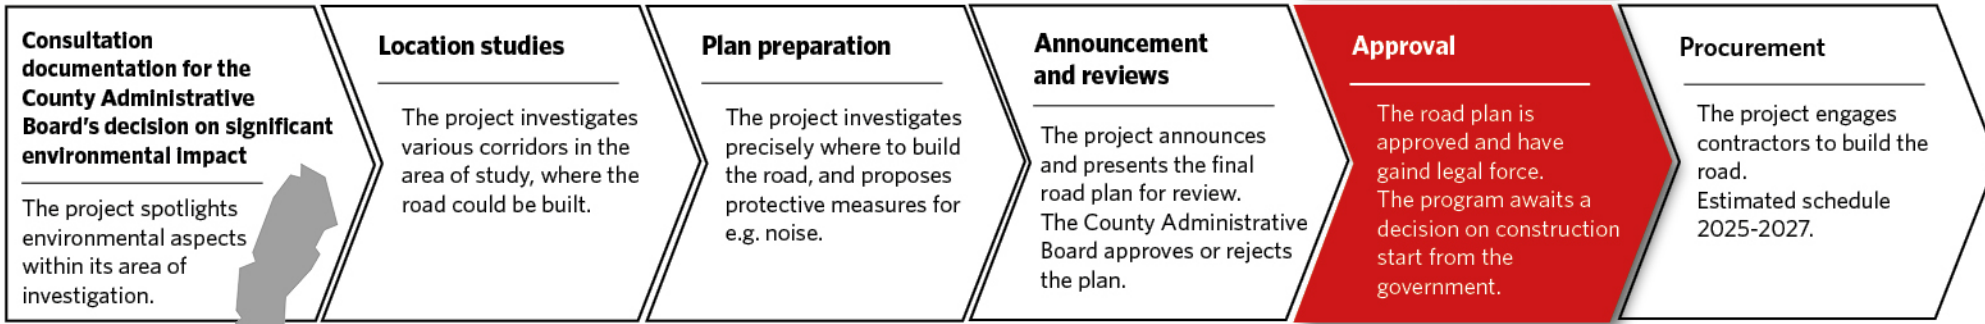 Consultation
documentation for the
County Administrative
Board's decision on significant
environmental impact
The project spotlights
environmental aspects
within its area of
investigation.
Location studies
The project investigates
various corridors in the
area of study, where the
road could be built.
Plan preparation
The project investigates
precisely where to build
the road, and proposes
protective measures for
e.g. noise.
Announcement
and reviews
The project announces
and presents the final
road plan for review.
The County Administrative
Board approves or rejects
the plan.
Approval
The road plan is
approved and have
gaind legal force.
The program awaits a
decision on construction
start from the
government.
Procurement
The project engages
contractors to build the
road.
Estimated schedule
2025-2027.